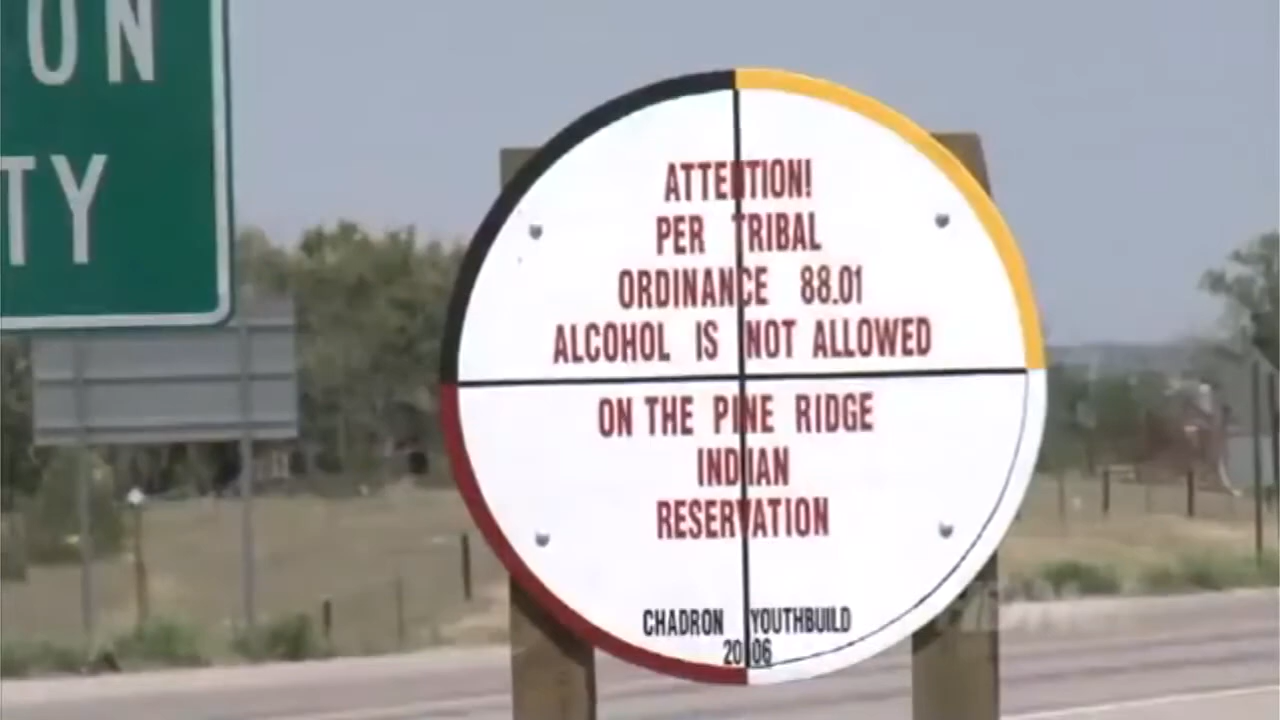 ON
TY
ATTENTION!
PER TRIBAL
ORDINANCE 88.01
ALCOHOL IS NOT ALLOWED
ON THE PINE RIDGE
INDIAN
RESERVATION
CHADRON YOUTHBUILD
2006